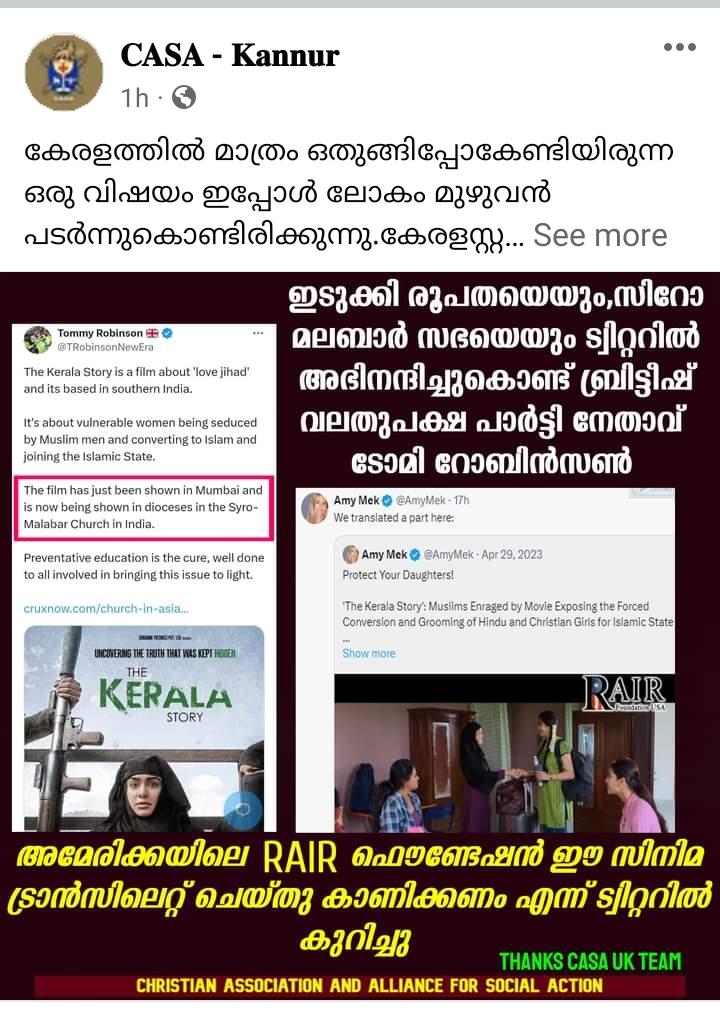 CASA - Kannur
1h ·
കേരളത്തിൽ മാത്രം ഒതുങ്ങിപ്പോകേണ്ടിയിരുന്ന
ഒരു വിഷയം ഇപ്പോൾ ലോകം മുഴുവൻ
പടർന്നുകൊണ്ടിരിക്കുന്നു.കേരളസ്റ്റ... See more
ഇടുക്കി രൂപതയെയും,സിറോ
മലബാർ സഭയെയും ട്വിറ്ററിൽ
അഭിനന്ദിച്ചുകൊണ്ട് ബ്രിട്ടീഷ്
വലതുപക്ഷ പാർട്ടി നേതാവ്
ടോമി റോബിൻസൺ
Tommy Robinson
@TRobinsonNewEra
The Kerala Story is a film about 'love jihad'
and its based in southern India.
It's about vulnerable women being seduced
by Muslim men and converting to Islam and
joining the Islamic State.
The film has just been shown in Mumbai and
is now being shown in dioceses in the Syro-
Malabar Church in India.
Preventative education is the cure, well done
to all involved in bringing this issue to light.
cruxnow.com/church-in-asia...
UNCOVERING THE TRUTH THAT WAS KEPT HIDDEN
THE
KERALA
STORY
Amy Mek @AmyMek · 17h
We translated a part here:
Amy Mek @AmyMek · Apr 29, 2023
Protect Your Daughters!
'The Kerala Story': Muslims Enraged by Movie Exposing the Forced
Conversion and Grooming of Hindu and Christian Girls for Islamic State
...
Show more
RAIR
Foundation USA
അമേരിക്കയിലെ RAIR ഫൌണ്ടേഷൻ ഈ സിനിമ
ട്രാൻസിലെറ്റ് ചെയ്തു കാണിക്കണം എന്ന് ട്വിറ്ററിൽ
കുറിച്ചു
THANKS CASA UK TEAM
CHRISTIAN ASSOCIATION AND ALLIANCE FOR SOCIAL ACTION